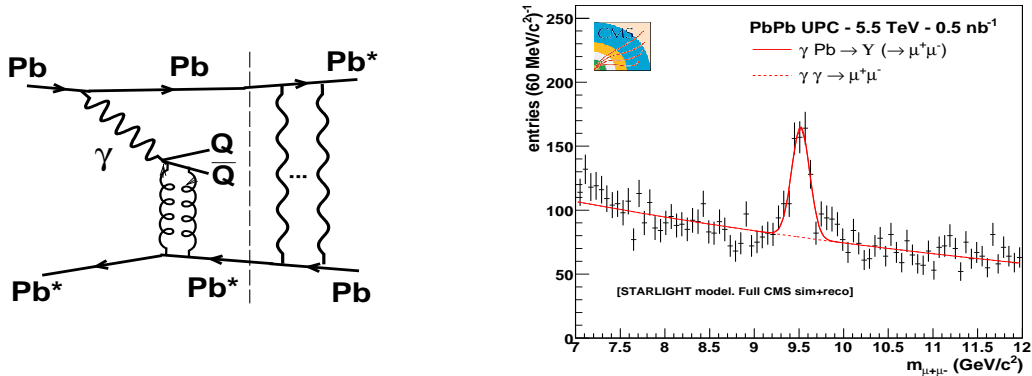 Pb
Pb
Pb*
γ
Q
Q̅
...
Pb*
Pb*
Pb
CMS
PbPb UPC - 5.5 TeV - 0.5 nb⁻¹
γ Pb → Υ (→ μ⁺μ⁻)
γ γ → μ⁺μ⁻
entries (60 MeV/c²)⁻¹
250
200
150
100
50
0
[STARLIGHT model. Full CMS sim+reco]
7 7.5 8 8.5 9 9.5 10 10.5 11 11.5 12
m μ+μ- (GeV/c²)